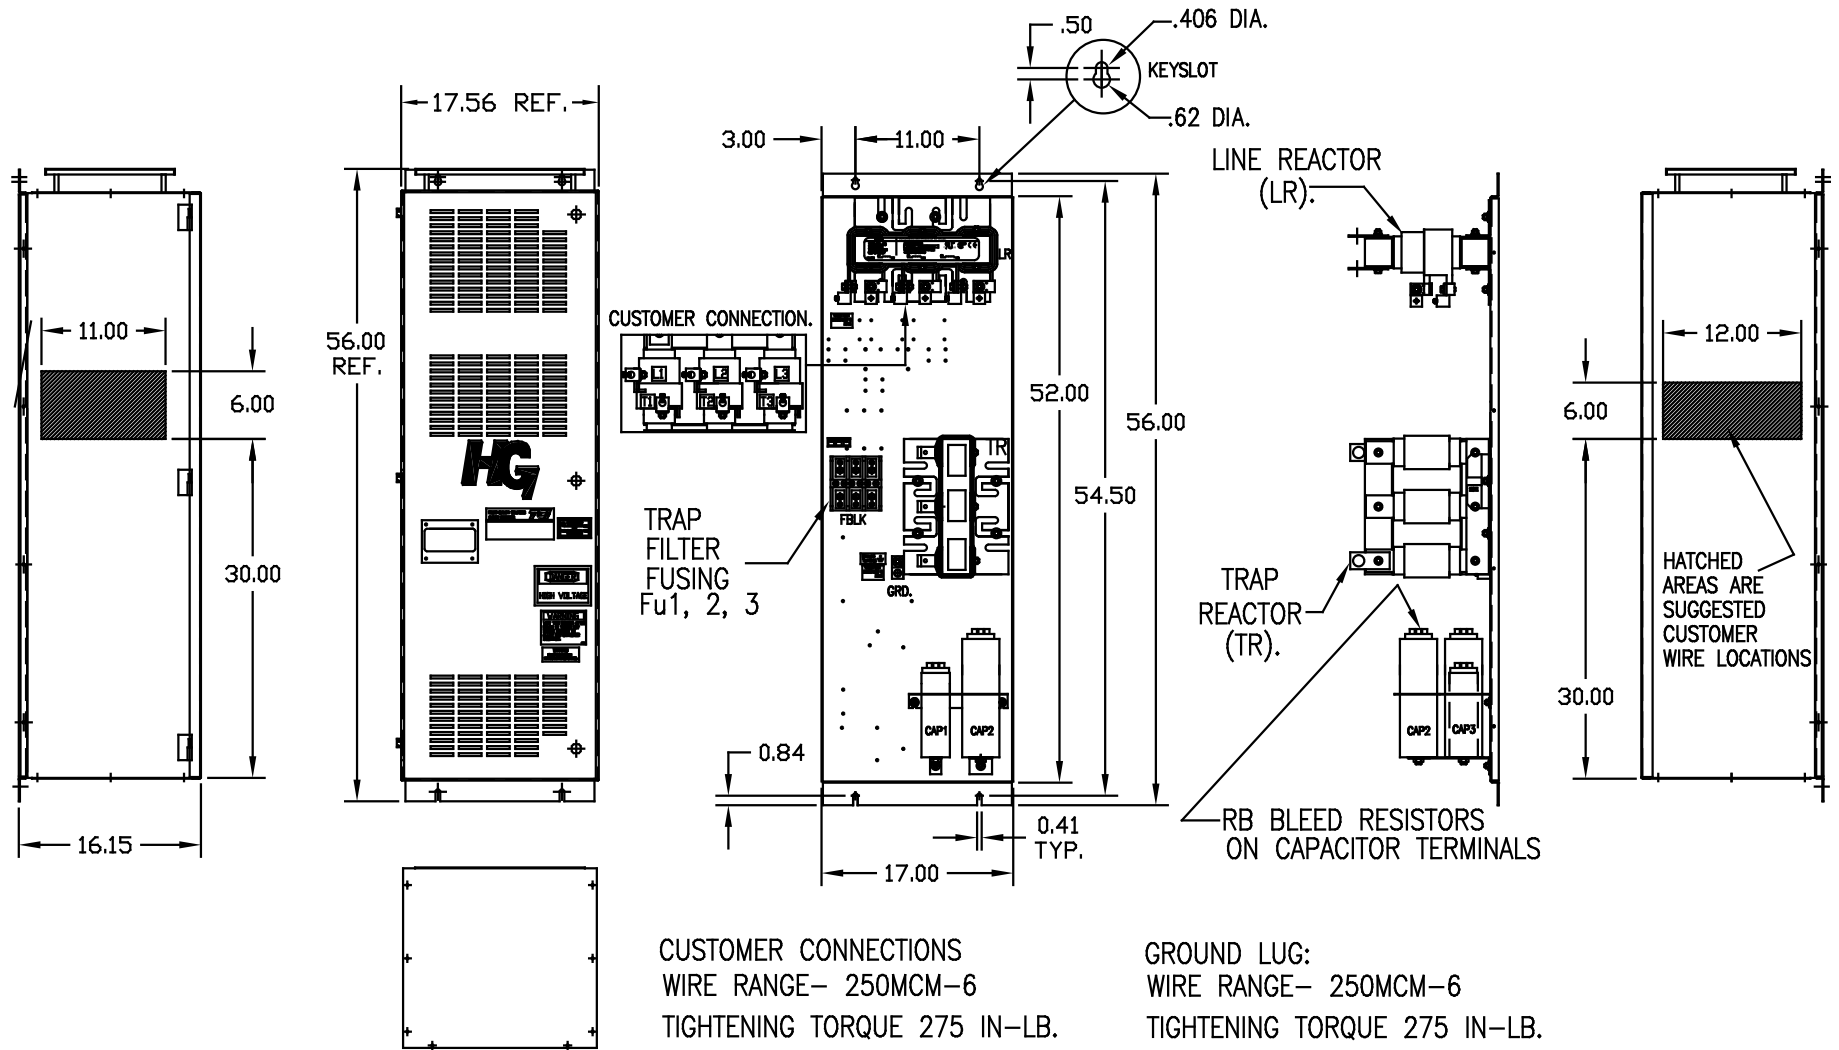 .50
.406 DIA.
KEYSLOT
.62 DIA.
17.56 REF.
3.00
11.00
LINE REACTOR
(LR).
11.00
6.00
30.00
16.15
56.00
REF.
HG7
DANGER
HIGH VOLTAGE
WARNING
CUSTOMER CONNECTION.
L1
L2
L3
T1
T2
T3
LR
TR
FBLK
GRD.
CAP1
CAP2
TRAP
FILTER
FUSING
Fu1, 2, 3
52.00
56.00
54.50
0.84
0.41
TYP.
17.00
TRAP
REACTOR
(TR).
CAP2
CAP3
RB BLEED RESISTORS
ON CAPACITOR TERMINALS
12.00
6.00
30.00
HATCHED
AREAS ARE
SUGGESTED
CUSTOMER
WIRE LOCATIONS
CUSTOMER CONNECTIONS
WIRE RANGE- 250MCM-6
TIGHTENING TORQUE 275 IN-LB.
GROUND LUG:
WIRE RANGE- 250MCM-6
TIGHTENING TORQUE 275 IN-LB.